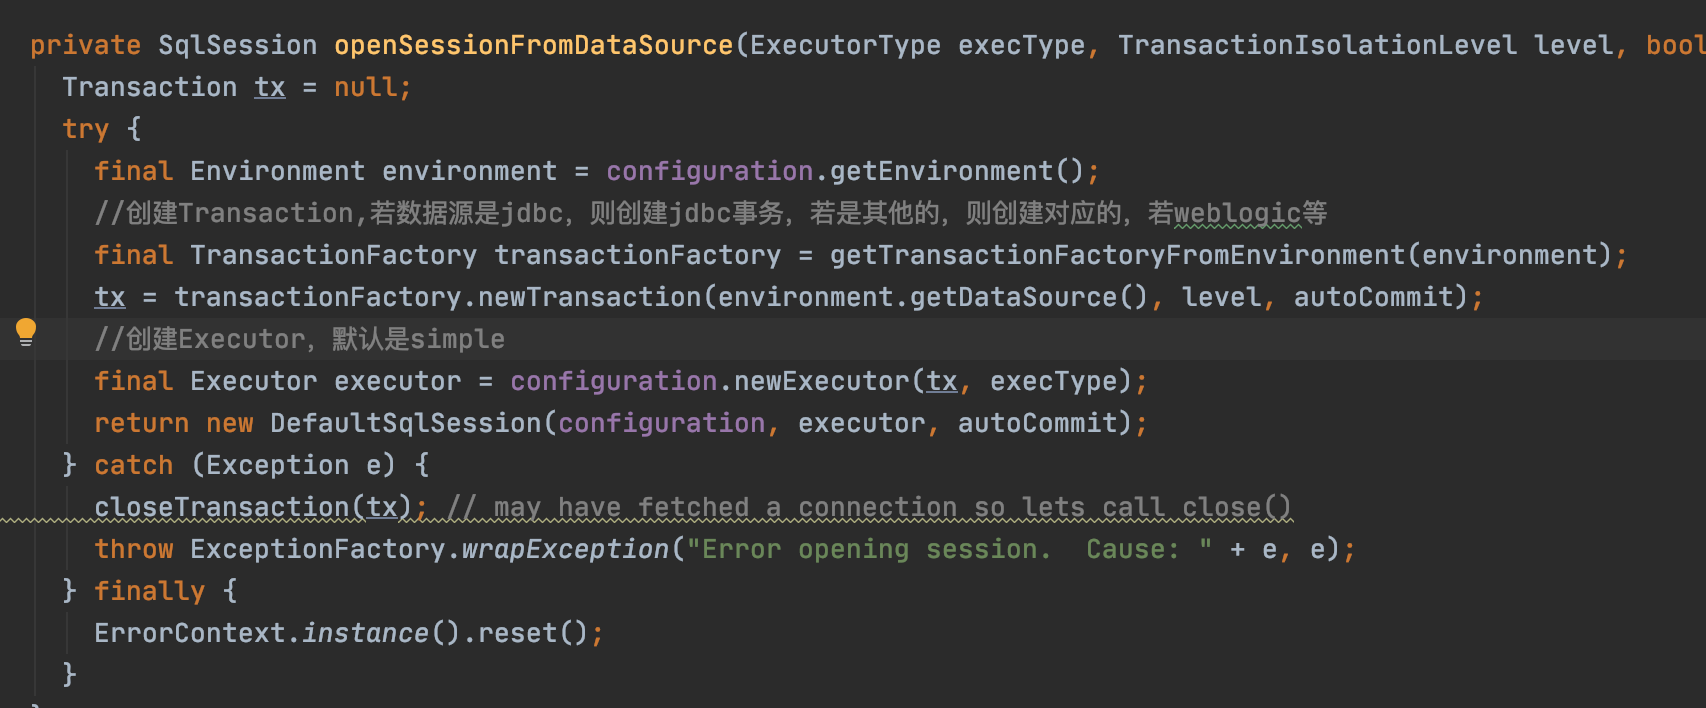 private SqlSession openSessionFromDataSource(ExecutorType execType, TransactionIsolationLevel level, bool
Transaction tx = null;
try {
final Environment environment = configuration.getEnvironment();
//创建Transaction,若数据源是jdbc，则创建jdbc事务，若是其他的，则创建对应的，若weblogic等
final TransactionFactory transactionFactory = getTransactionFactoryFromEnvironment(environment);
tx = transactionFactory.newTransaction(environment.getDataSource(), level, autoCommit);
//创建Executor，默认是simple
final Executor executor = configuration.newExecutor(tx, execType);
return new DefaultSqlSession(configuration, executor, autoCommit);
} catch (Exception e) {
closeTransaction(tx); // may have fetched a connection so lets call close()
throw ExceptionFactory.wrapException("Error opening session.  Cause: " + e, e);
} finally {
ErrorContext.instance().reset();
}